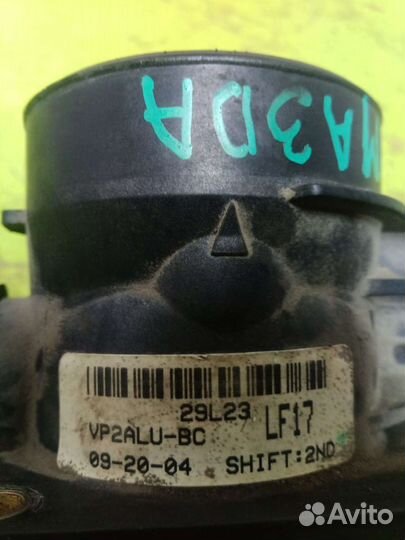 МАЗДА
29L23
VP2ALU-BC LF17
09-20-04 SHIFT:2ND
Avito